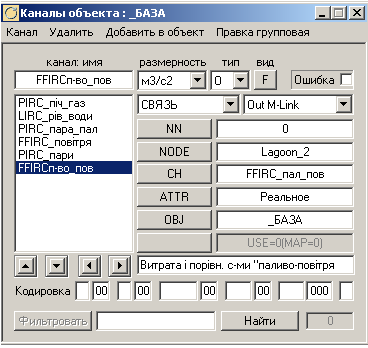 Каналы объекта : _БАЗА
Канал Удалить Добавить в объект Правка групповая
канал: имя размерность тип вид
FFIRCп-во_пов м3/с2 0 F Ошибка
PIRC_піч_газ СВЯЗЬ Out M-Link
LIRC_рів_води NN 0
PIRC_пара_пал NODE Lagoon_2
FFIRC_повітря CH FFIRC_пал_пов
PIRC_пари ATTR Реальное
FFIRCп-во_пов OBJ _БАЗА
USE=0(MAP=0)
Витрата і порівн. с-ми "паливо-повітря
Кодировка 00 00 00 00 000
Фильтровать Найти 0